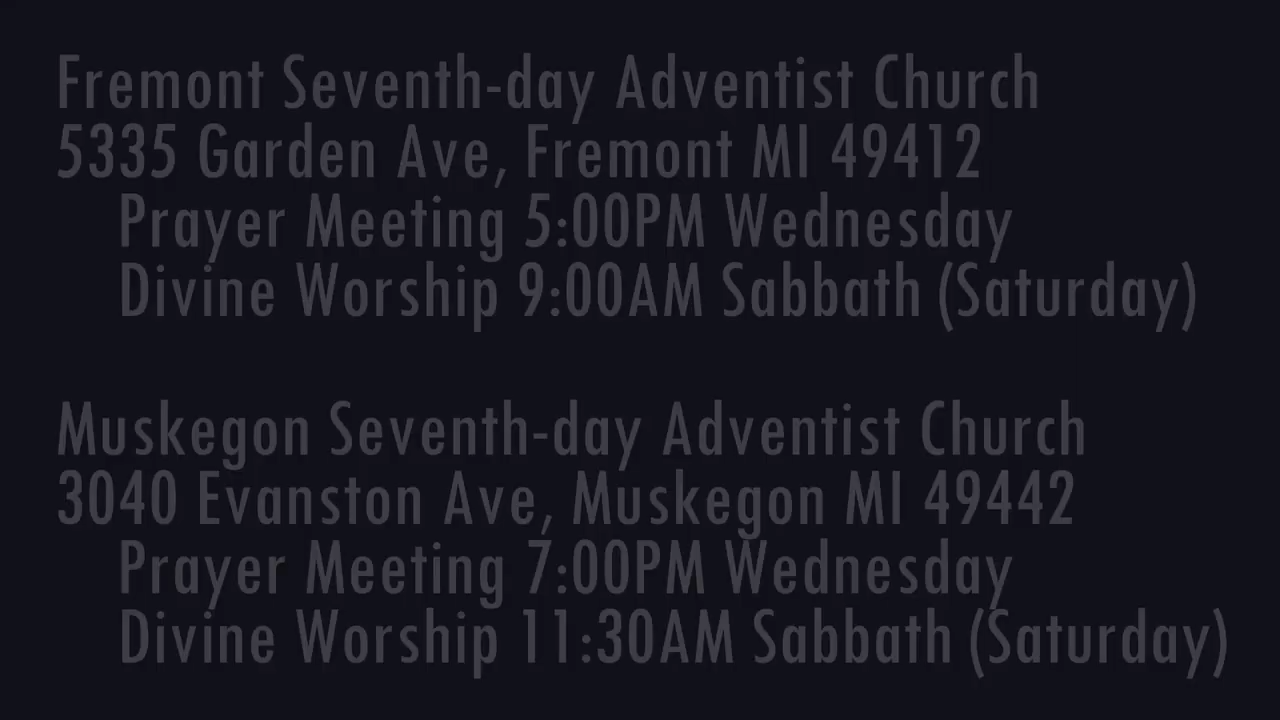 Fremont Seventh-day Adventist Church
5335 Garden Ave, Fremont MI 49412
Prayer Meeting 5:00PM Wednesday
Divine Worship 9:00AM Sabbath (Saturday)
Muskegon Seventh-day Adventist Church
3040 Evanston Ave, Muskegon MI 49442
Prayer Meeting 7:00PM Wednesday
Divine Worship 11:30AM Sabbath (Saturday)